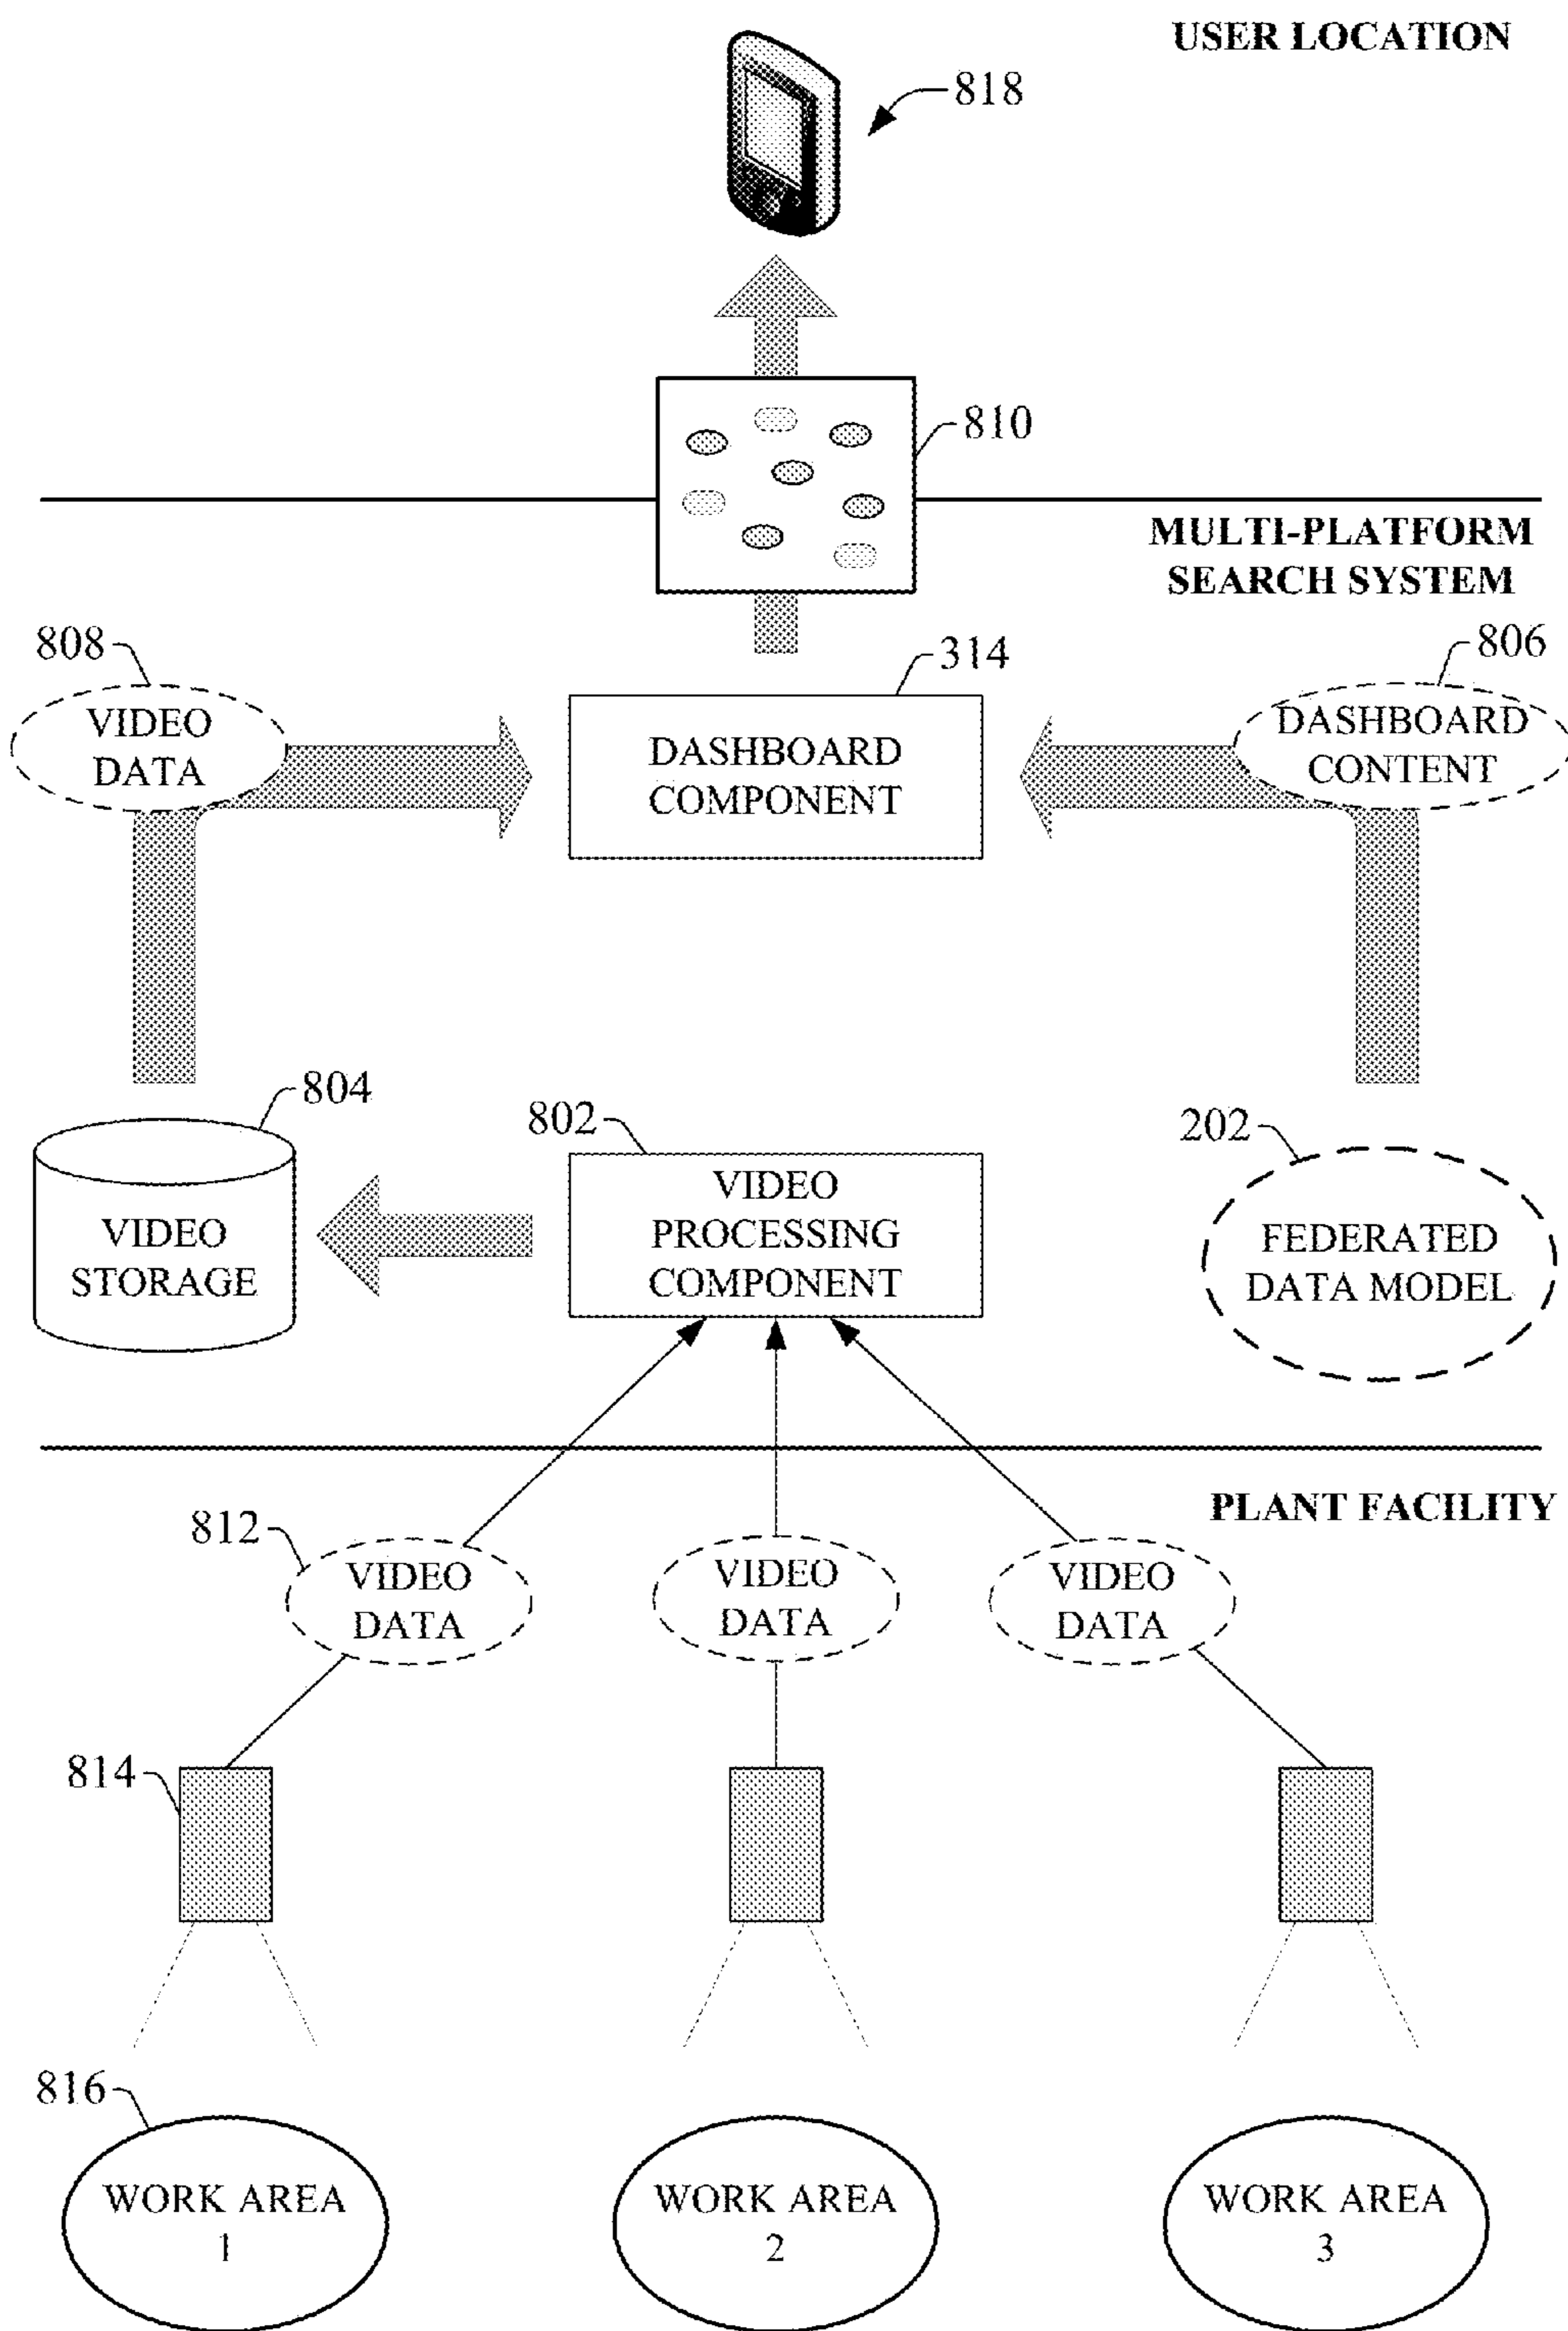 USER LOCATION
818
810
MULTI-PLATFORM
SEARCH SYSTEM
808
314
806
VIDEO
DATA
DASHBOARD
COMPONENT
DASHBOARD
CONTENT
804
802
202
VIDEO
STORAGE
VIDEO
PROCESSING
COMPONENT
FEDERATED
DATA MODEL
PLANT FACILITY
812
VIDEO
DATA
VIDEO
DATA
VIDEO
DATA
814
816
WORK AREA
1
WORK AREA
2
WORK AREA
3